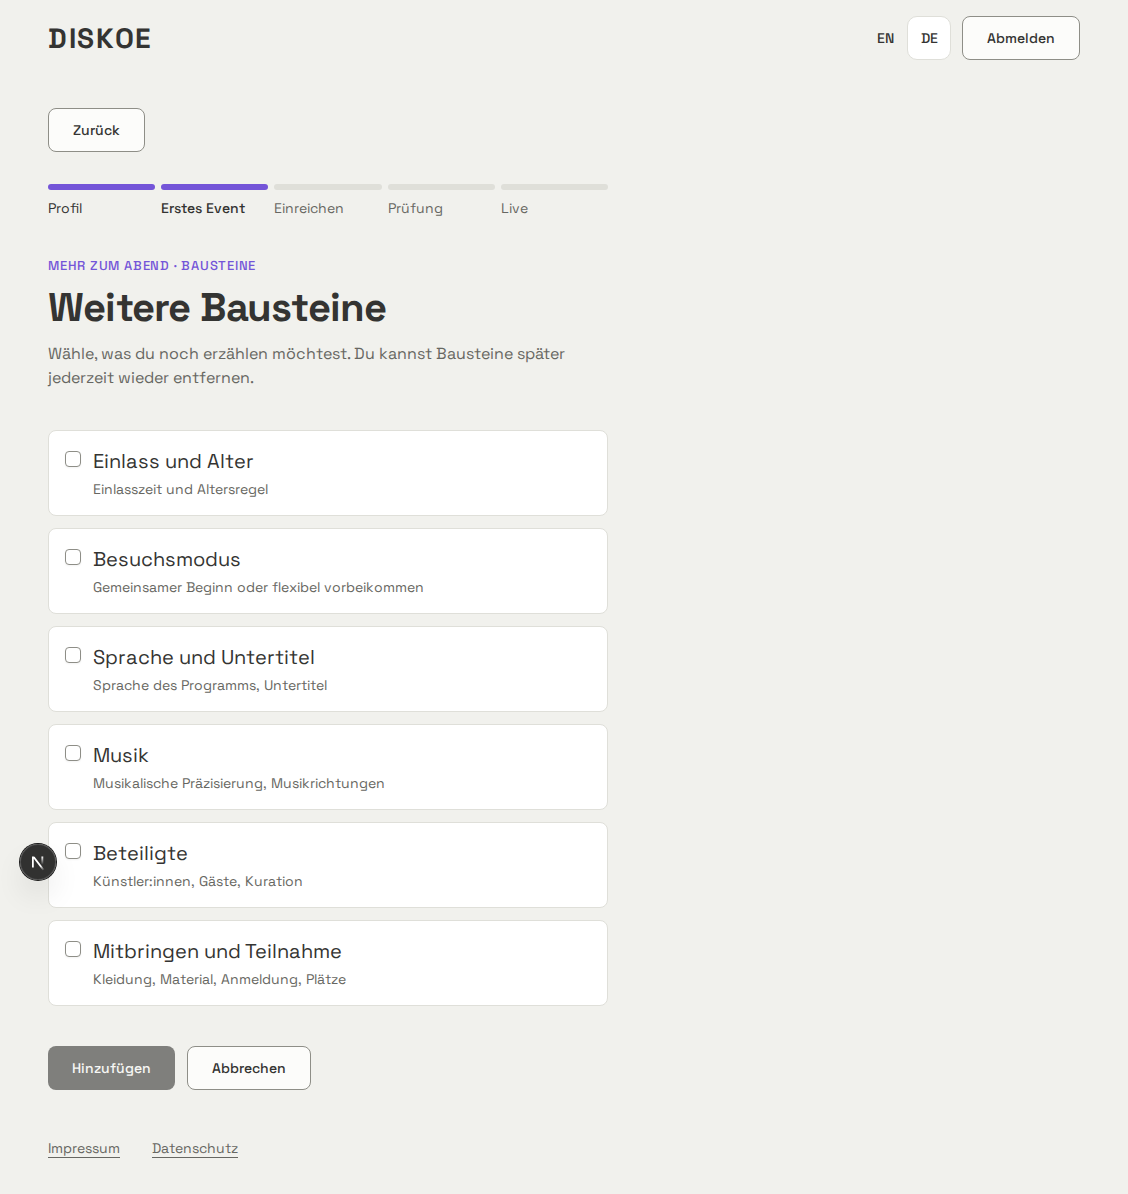 DISKOE
EN DE Abmelden
Zurück
Profil Erstes Event Einreichen Prüfung Live
MEHR ZUM ABEND · BAUSTEINE
Weitere Bausteine
Wähle, was du noch erzählen möchtest. Du kannst Bausteine später
jederzeit wieder entfernen.
Einlass und Alter
Einlasszeit und Altersregel
Besuchsmodus
Gemeinsamer Beginn oder flexibel vorbeikommen
Sprache und Untertitel
Sprache des Programms, Untertitel
Musik
Musikalische Präzisierung, Musikrichtungen
N
Beteiligte
Künstler:innen, Gäste, Kuration
Mitbringen und Teilnahme
Kleidung, Material, Anmeldung, Plätze
Hinzufügen Abbrechen
Impressum Datenschutz